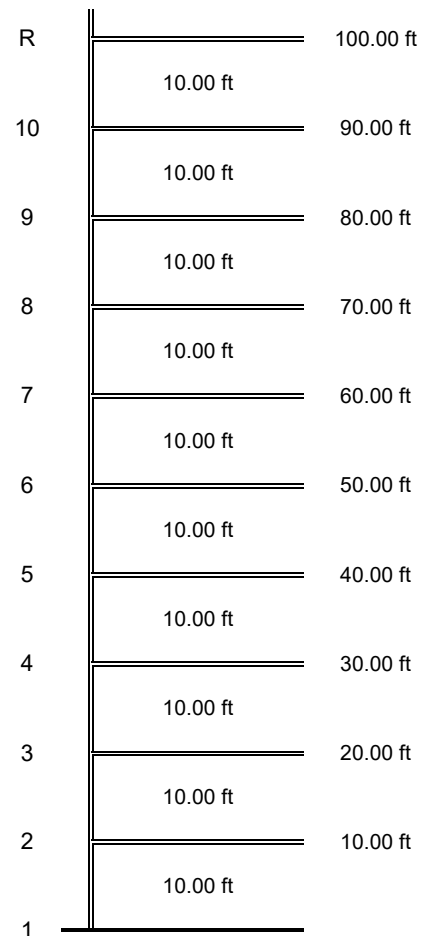 R 100.00 ft
10.00 ft
10 90.00 ft
10.00 ft
9 80.00 ft
10.00 ft
8 70.00 ft
10.00 ft
7 60.00 ft
10.00 ft
6 50.00 ft
10.00 ft
5 40.00 ft
10.00 ft
4 30.00 ft
10.00 ft
3 20.00 ft
10.00 ft
2 10.00 ft
10.00 ft
1